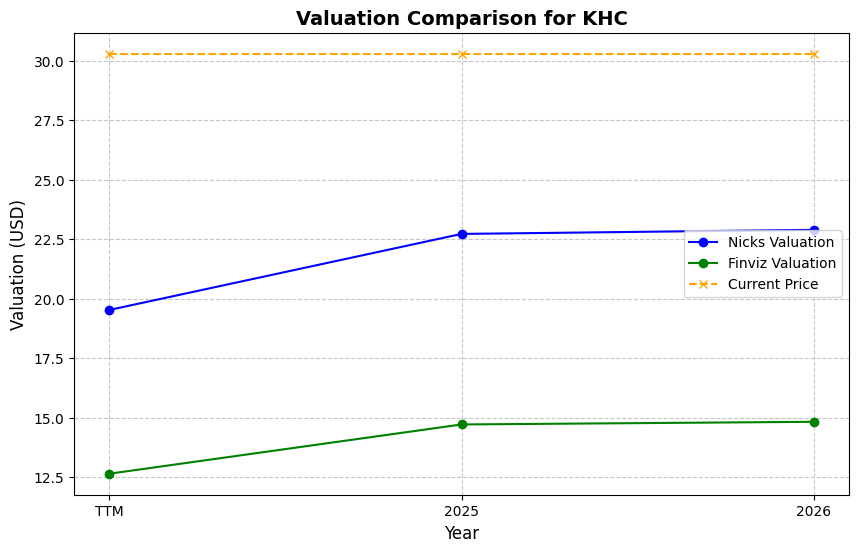 Valuation Comparison for KHC
Valuation (USD)
30.0
27.5
25.0
22.5
20.0
17.5
15.0
12.5
Nicks Valuation
Finviz Valuation
Current Price
TTM
2025
2026
Year